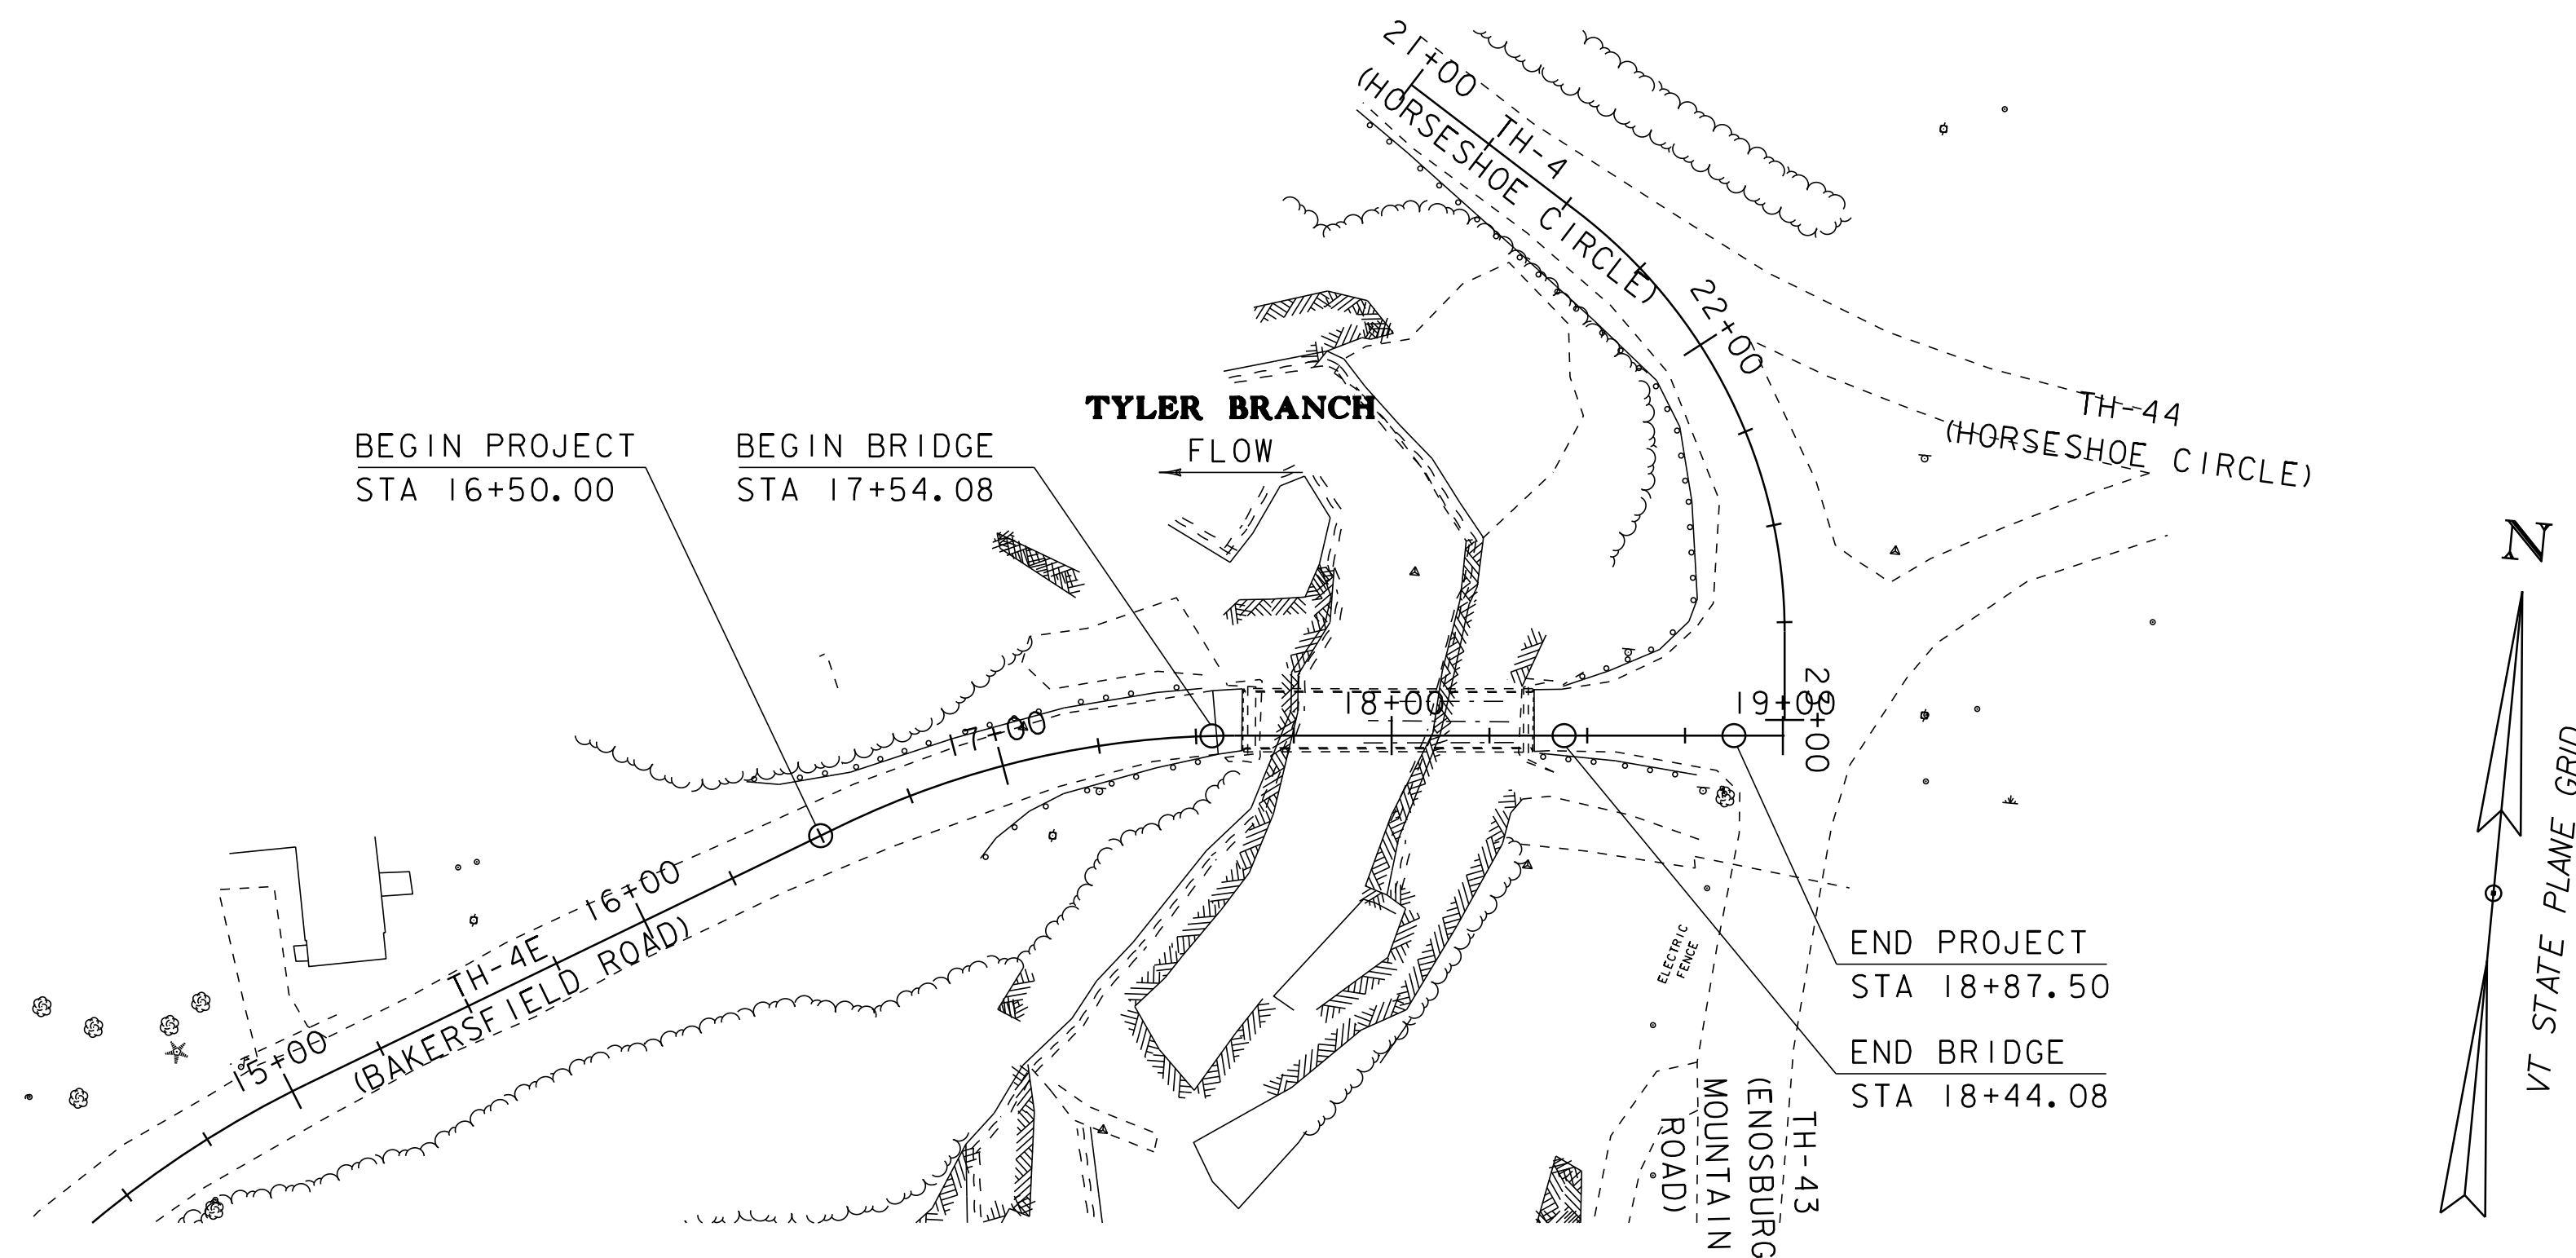 21+00
TH-4
(HORSESHOE CIRCLE)
22+00
TH-44
(HORSESHOE CIRCLE)
TYLER BRANCH
FLOW
BEGIN PROJECT
STA 16+50.00
BEGIN BRIDGE
STA 17+54.08
N
VT STATE PLANE GRID
15+00
16+00
17+00
18+00
19+00
23+00
TH-4E
(BAKERSFIELD ROAD)
ELECTRIC
FENCE
END PROJECT
STA 18+87.50
END BRIDGE
STA 18+44.08
TH-43
(ENOSBURG
MOUNTAIN
ROAD)